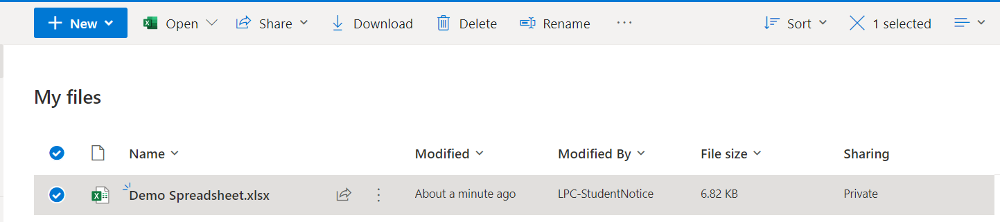 New Open Share Download Delete Rename ... Sort 1 selected
My files
Name Modified Modified By File size Sharing
Demo Spreadsheet.xlsx About a minute ago LPC-StudentNotice 6.82 KB Private